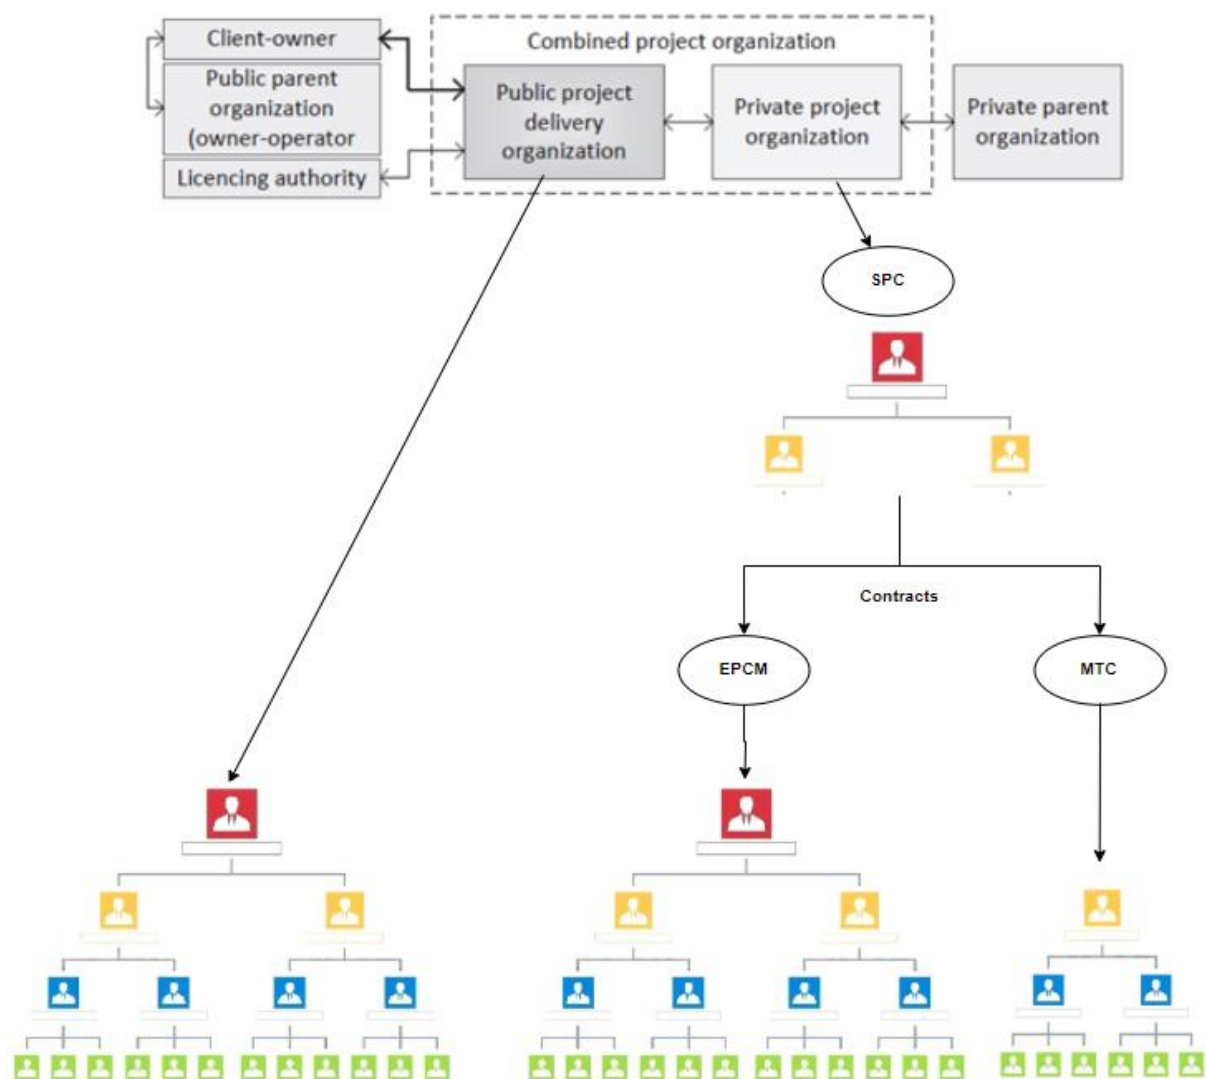 Client-owner
Public parent
organization
(owner-operator
Licencing authority
Combined project organization
Public project
delivery
organization
Private project
organization
Private parent
organization
SPC
Contracts
EPCM
MTC